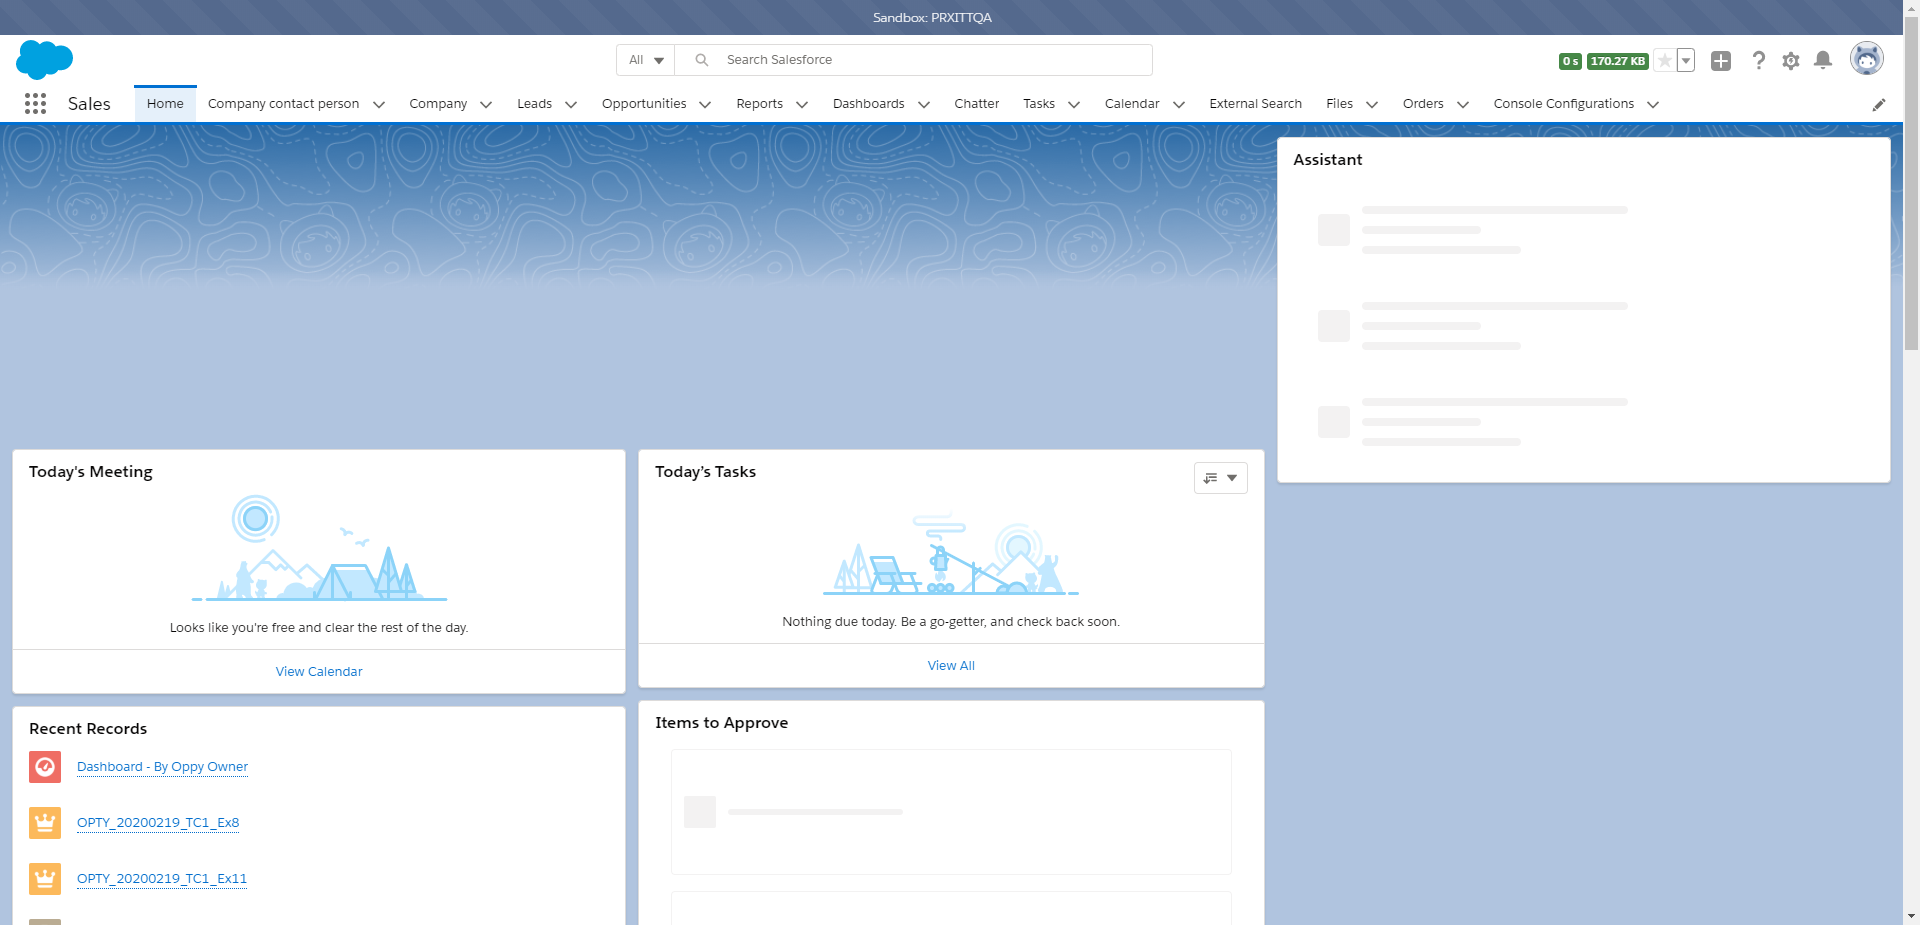 Sandbox: PRXITTQA
All
Search Salesforce
0 s
170.27 KB
Sales
Home
Company contact person
Company
Leads
Opportunities
Reports
Dashboards
Chatter
Tasks
Calendar
External Search
Files
Orders
Console Configurations
Assistant
Today's Meeting
Looks like you're free and clear the rest of the day.
View Calendar
Today’s Tasks
Nothing due today. Be a go-getter, and check back soon.
View All
Recent Records
Dashboard - By Oppy Owner
OPTY_20200219_TC1_Ex8
OPTY_20200219_TC1_Ex11
Items to Approve